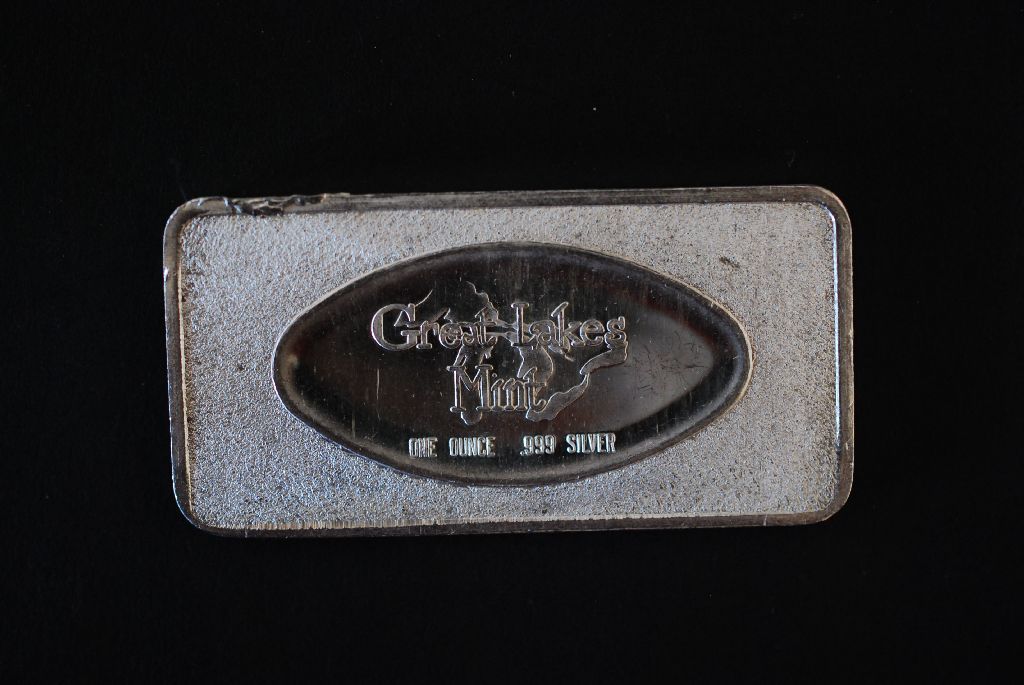 Great Lakes
Mint
ONE OUNCE .999 SILVER